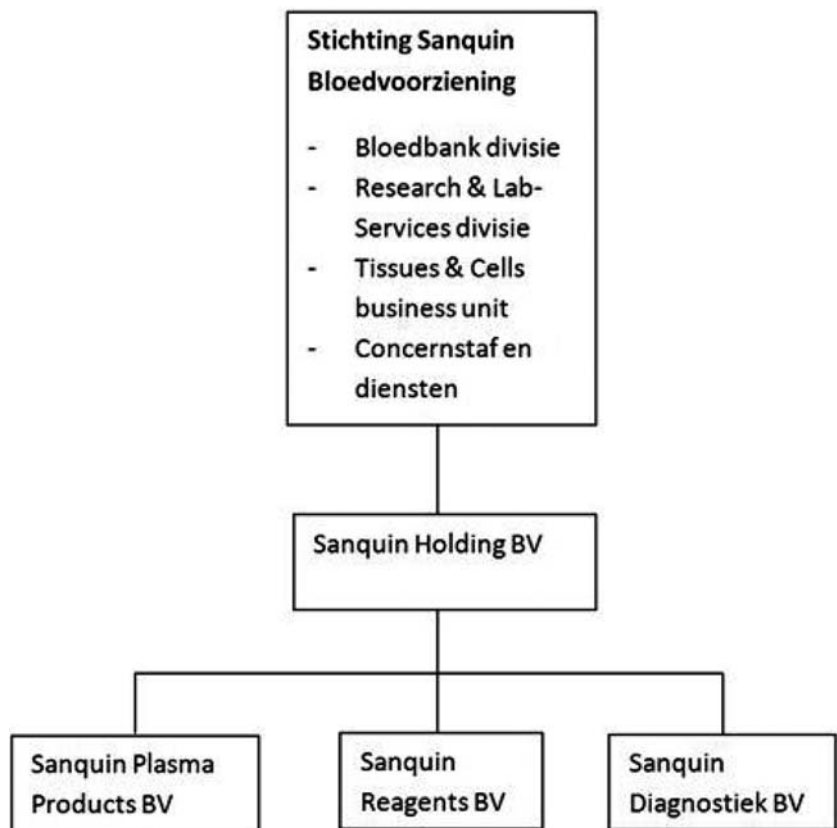 Stichting Sanquin
Bloedvoorziening
- Bloedbank divisie
- Research & Lab-
Services divisie
- Tissues & Cells
business unit
- Concernstaf en
diensten
Sanquin Holding BV
Sanquin Plasma
Products BV
Sanquin
Reagents BV
Sanquin
Diagnostiek BV